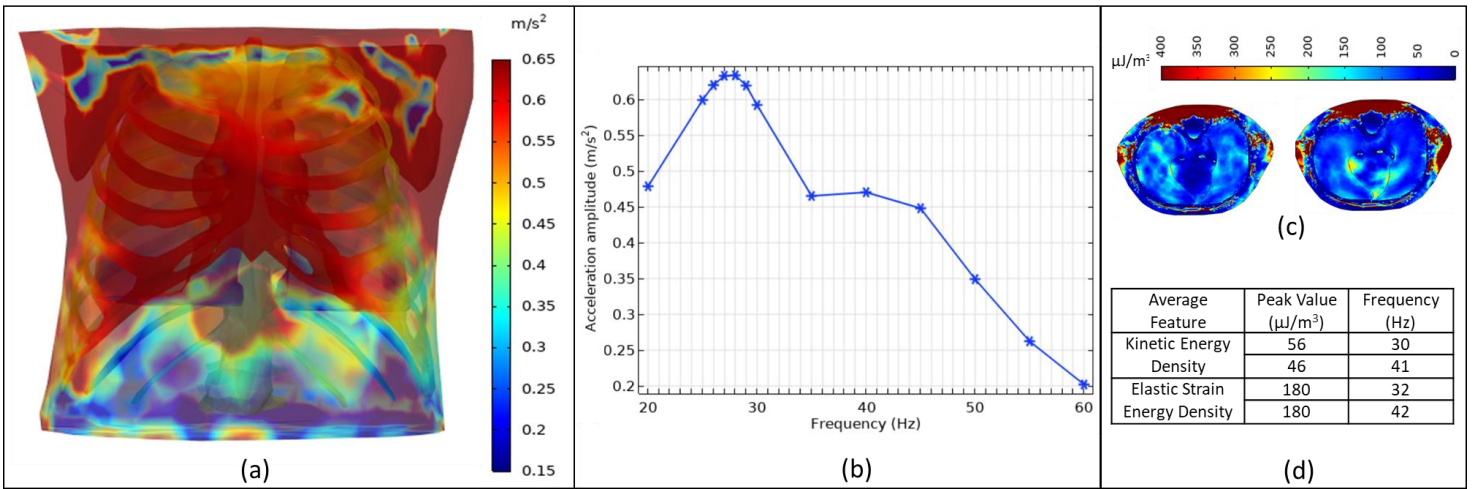 m/s²
0.65
0.6
0.55
0.5
0.45
0.4
0.35
0.3
0.25
0.2
0.15
(a)
Acceleration amplitude (m/s²)
0.6
0.55
0.5
0.45
0.4
0.35
0.3
0.25
0.2
20 30 40 50 60
Frequency (Hz)
(b)
μJ/m³
400 350 300 250 200 150 100 50 0
(c)
Average Feature Peak Value (μJ/m³) Frequency (Hz)
Kinetic Energy Density 56 30
46 41
Elastic Strain Energy Density 180 32
180 42
(d)